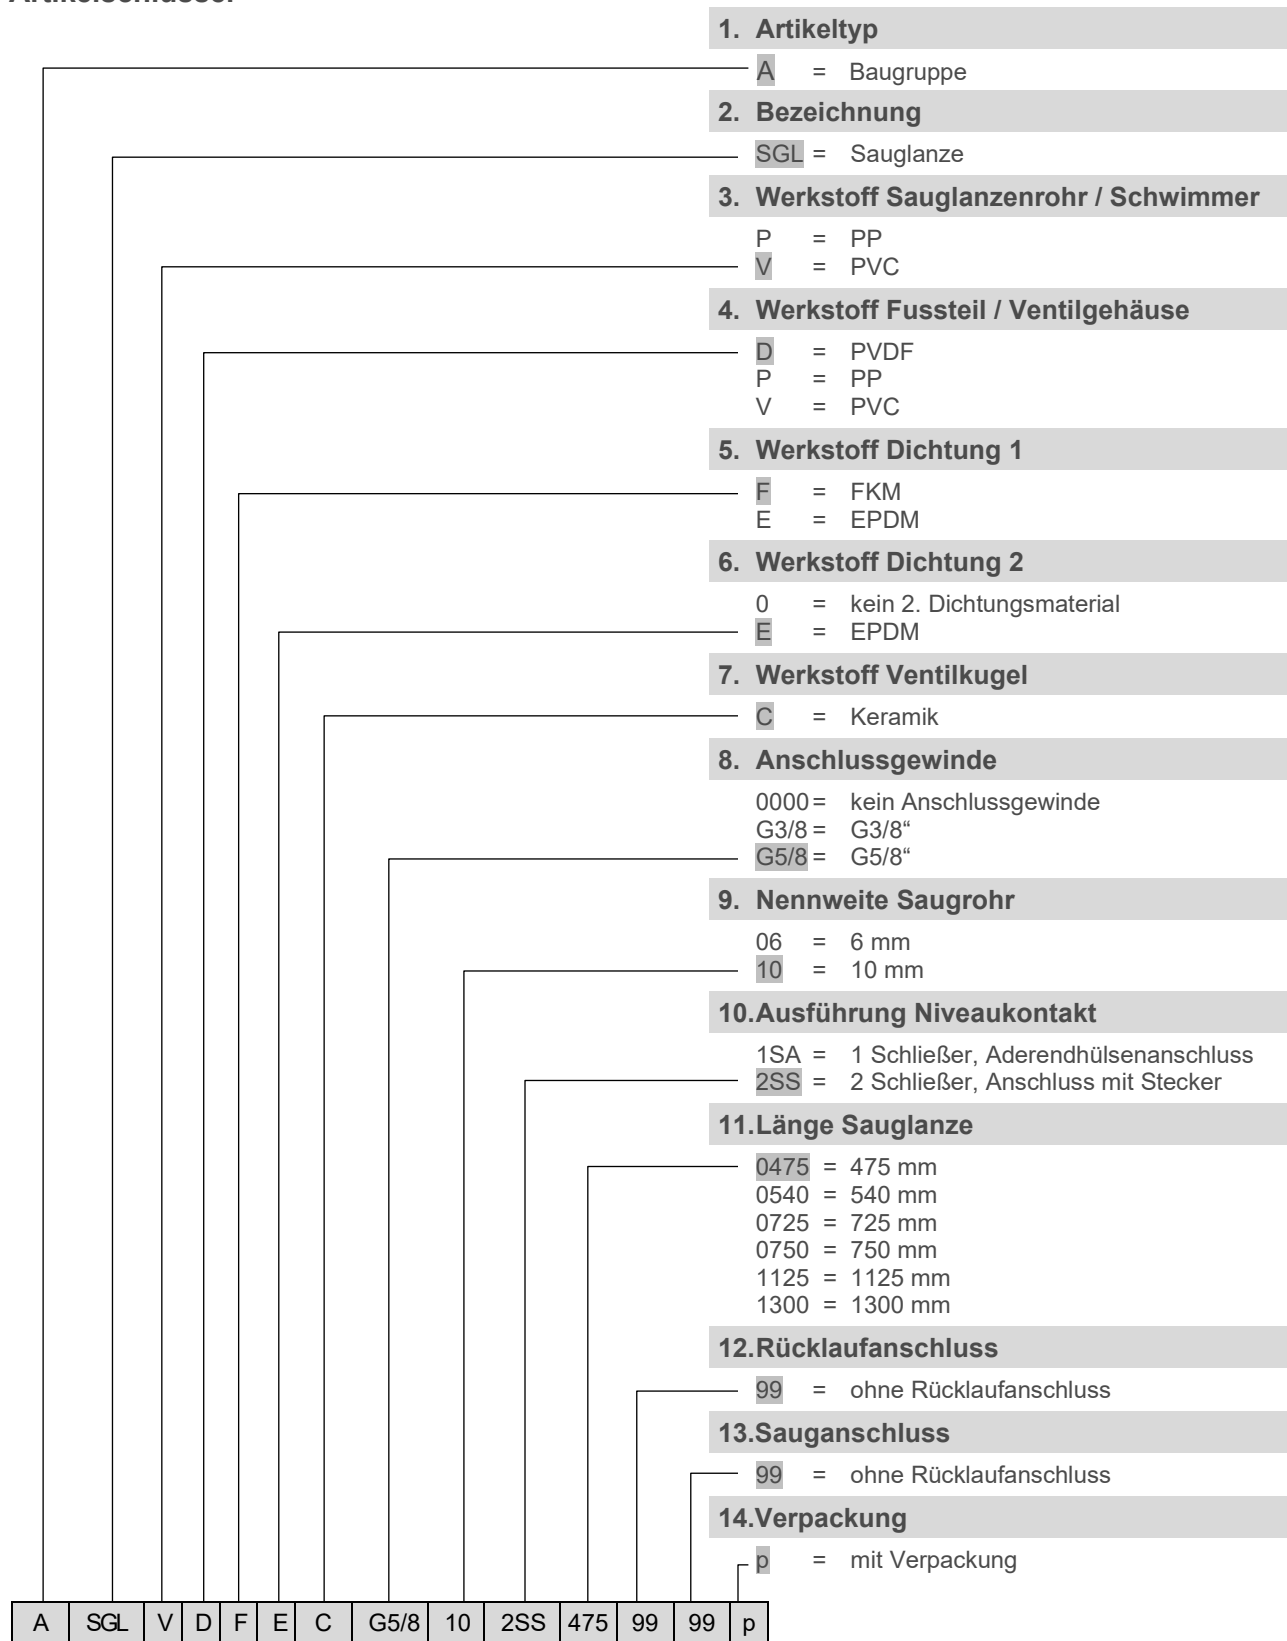 Artikelschlüssel
1. Artikeltyp
A = Baugruppe
2. Bezeichnung
SGL = Sauglanze
3. Werkstoff Sauglanzenrohr / Schwimmer
P = PP
V = PVC
4. Werkstoff Fussteil / Ventilgehäuse
D = PVDF
P = PP
V = PVC
5. Werkstoff Dichtung 1
F = FKM
E = EPDM
6. Werkstoff Dichtung 2
0 = kein 2. Dichtungsmaterial
E = EPDM
7. Werkstoff Ventilkugel
C = Keramik
8. Anschlussgewinde
0000 = kein Anschlussgewinde
G3/8 = G3/8“
G5/8 = G5/8“
9. Nennweite Saugrohr
06 = 6 mm
10 = 10 mm
10.Ausführung Niveaukontakt
1SA = 1 Schließer, Aderendhülsenanschluss
2SS = 2 Schließer, Anschluss mit Stecker
11.Länge Sauglanze
0475 = 475 mm
0540 = 540 mm
0725 = 725 mm
0750 = 750 mm
1125 = 1125 mm
1300 = 1300 mm
12.Rücklaufanschluss
99 = ohne Rücklaufanschluss
13.Sauganschluss
99 = ohne Rücklaufanschluss
14.Verpackung
p = mit Verpackung
A SGL V D F E C G5/8 10 2SS 475 99 99 p